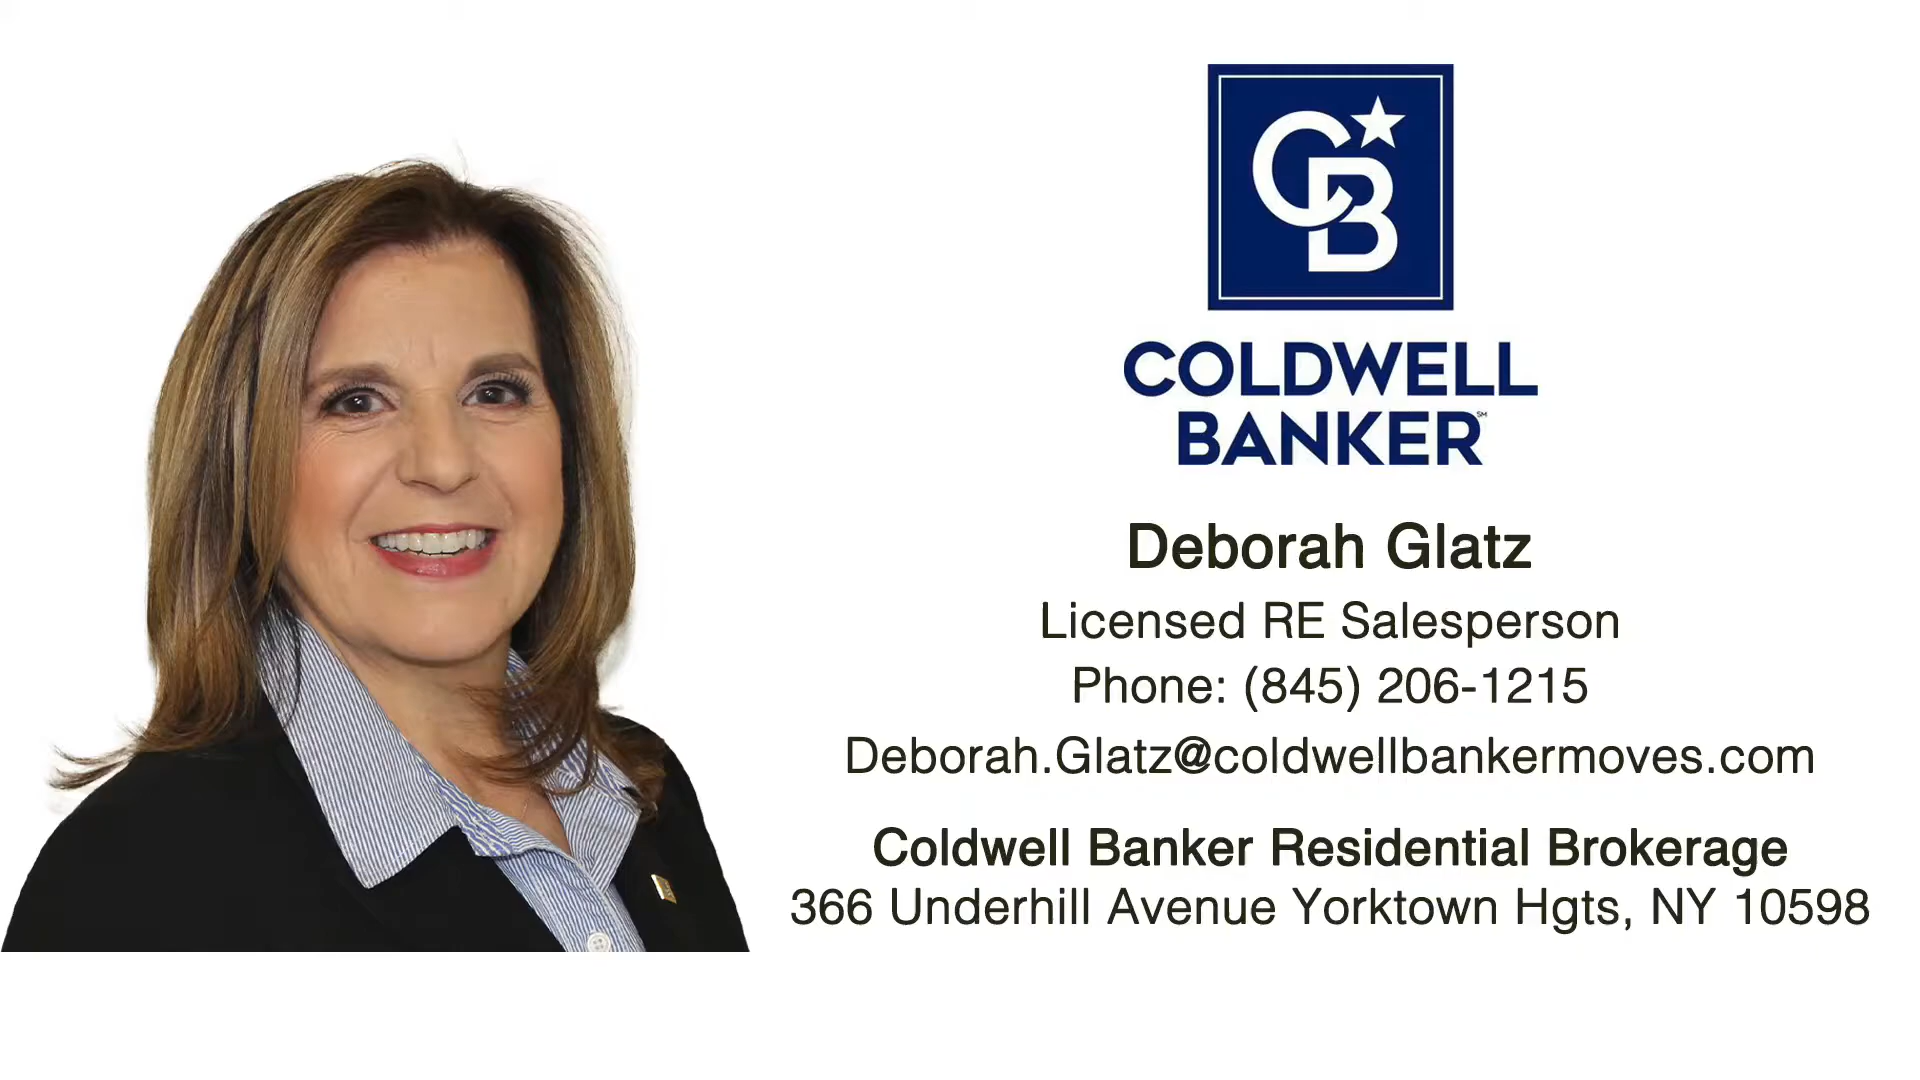 CB
COLDWELL
BANKER℠
Deborah Glatz
Licensed RE Salesperson
Phone: (845) 206-1215
Deborah.Glatz@coldwellbankermoves.com
Coldwell Banker Residential Brokerage
366 Underhill Avenue Yorktown Hgts, NY 10598